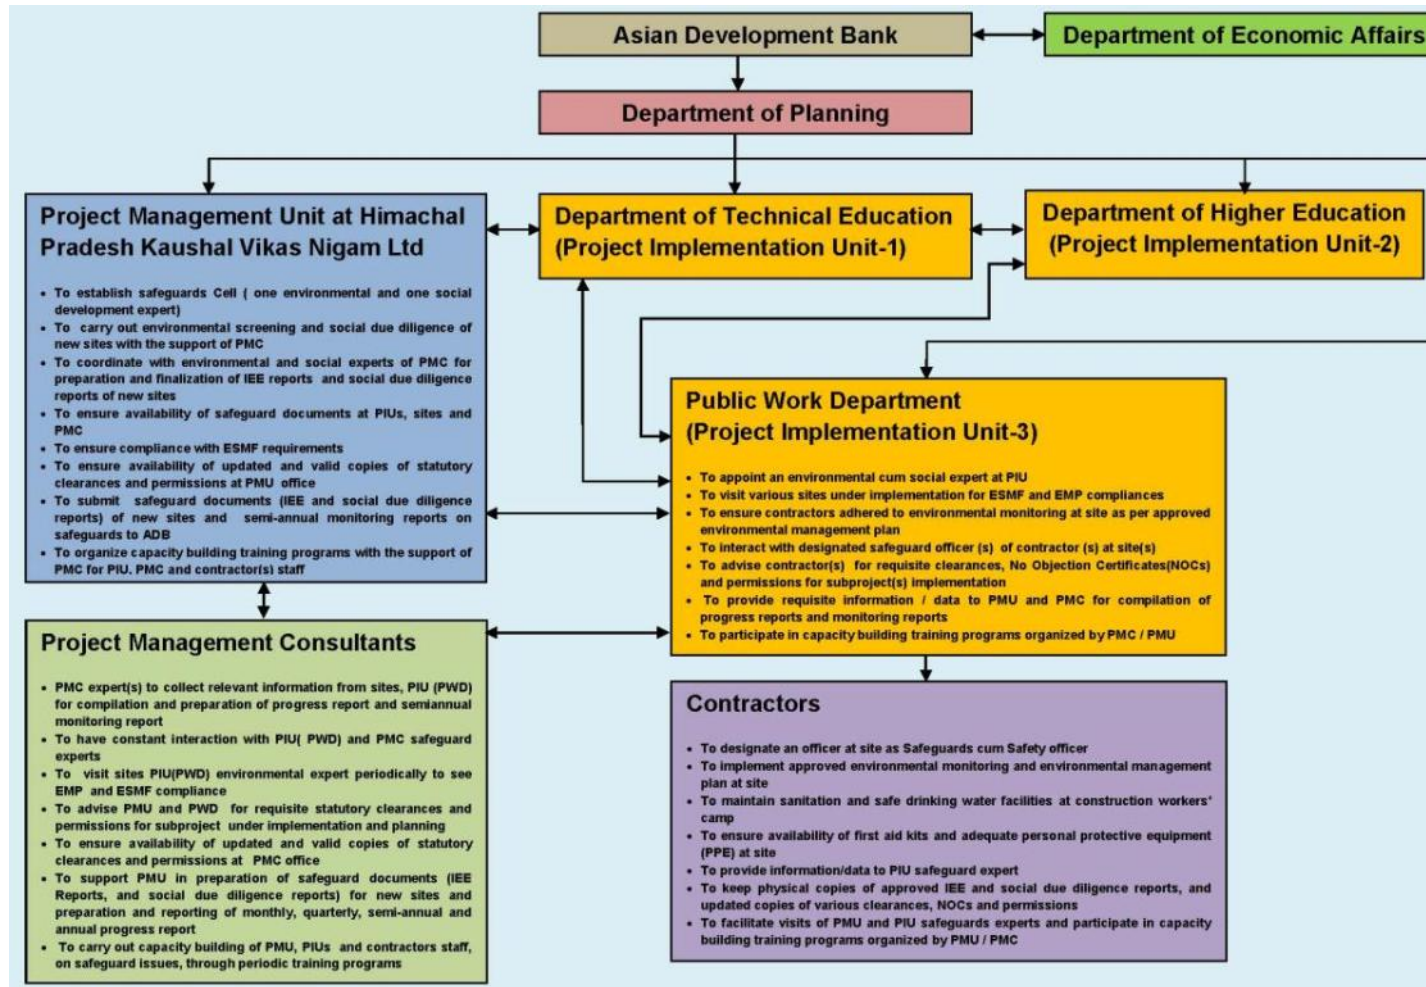 Asian Development Bank
Department of Economic Affairs
Department of Planning
Project Management Unit at Himachal
Pradesh Kaushal Vikas Nigam Ltd
• To establish safeguards Cell ( one environmental and one social
development expert)
• To carry out environmental screening and social due diligence of
new sites with the support of PMC
• To coordinate with environmental and social experts of PMC for
preparation and finalization of IEE reports and social due diligence
reports of new sites
• To ensure availability of safeguard documents at PIUs, sites and
PMC
• To ensure compliance with ESMF requirements
• To ensure availability of updated and valid copies of statutory
clearances and permissions at PMU office
• To submit safeguard documents (IEE and social due diligence
reports) of new sites and semi-annual monitoring reports on
safeguards to ADB
• To organize capacity building training programs with the support of
PMC for PIU, PMC and contractor(s) staff
Department of Technical Education
(Project Implementation Unit-1)
Department of Higher Education
(Project Implementation Unit-2)
Public Work Department
(Project Implementation Unit-3)
• To appoint an environmental cum social expert at PIU
• To visit various sites under implementation for ESMF and EMP compliances
• To ensure contractors adhered to environmental monitoring at site as per approved
environmental management plan
• To interact with designated safeguard officer (s) of contractor (s) at site(s)
• To advise contractor(s) for requisite clearances, No Objection Certificates(NOCs)
and permissions for subproject(s) implementation
• To provide requisite information / data to PMU and PMC for compilation of
progress reports and monitoring reports
• To participate in capacity building training programs organized by PMC / PMU
Project Management Consultants
• PMC expert(s) to collect relevant information from sites, PIU (PWD)
for compilation and preparation of progress report and semiannual
monitoring report
• To have constant interaction with PIU( PWD) and PMC safeguard
experts
• To visit sites PIU(PWD) environmental expert periodically to see
EMP and ESMF compliance
• To advise PMU and PWD for requisite statutory clearances and
permissions for subproject under implementation and planning
• To ensure availability of updated and valid copies of statutory
clearances and permissions at PMC office
• To support PMU in preparation of safeguard documents (IEE
Reports, and social due diligence reports) for new sites and
preparation and reporting of monthly, quarterly, semi-annual and
annual progress report
• To carry out capacity building of PMU, PIUs and contractors staff,
on safeguard issues, through periodic training programs
Contractors
• To designate an officer at site as Safeguards cum Safety officer
• To implement approved environmental monitoring and environmental management
plan at site
• To maintain sanitation and safe drinking water facilities at construction workers'
camp
• To ensure availability of first aid kits and adequate personal protective equipment
(PPE) at site
• To provide information/data to PIU safeguard expert
• To keep physical copies of approved IEE and social due diligence reports, and
updated copies of various clearances, NOCs and permissions
• To facilitate visits of PMU and PIU safeguards experts and participate in capacity
building training programs organized by PMU / PMC